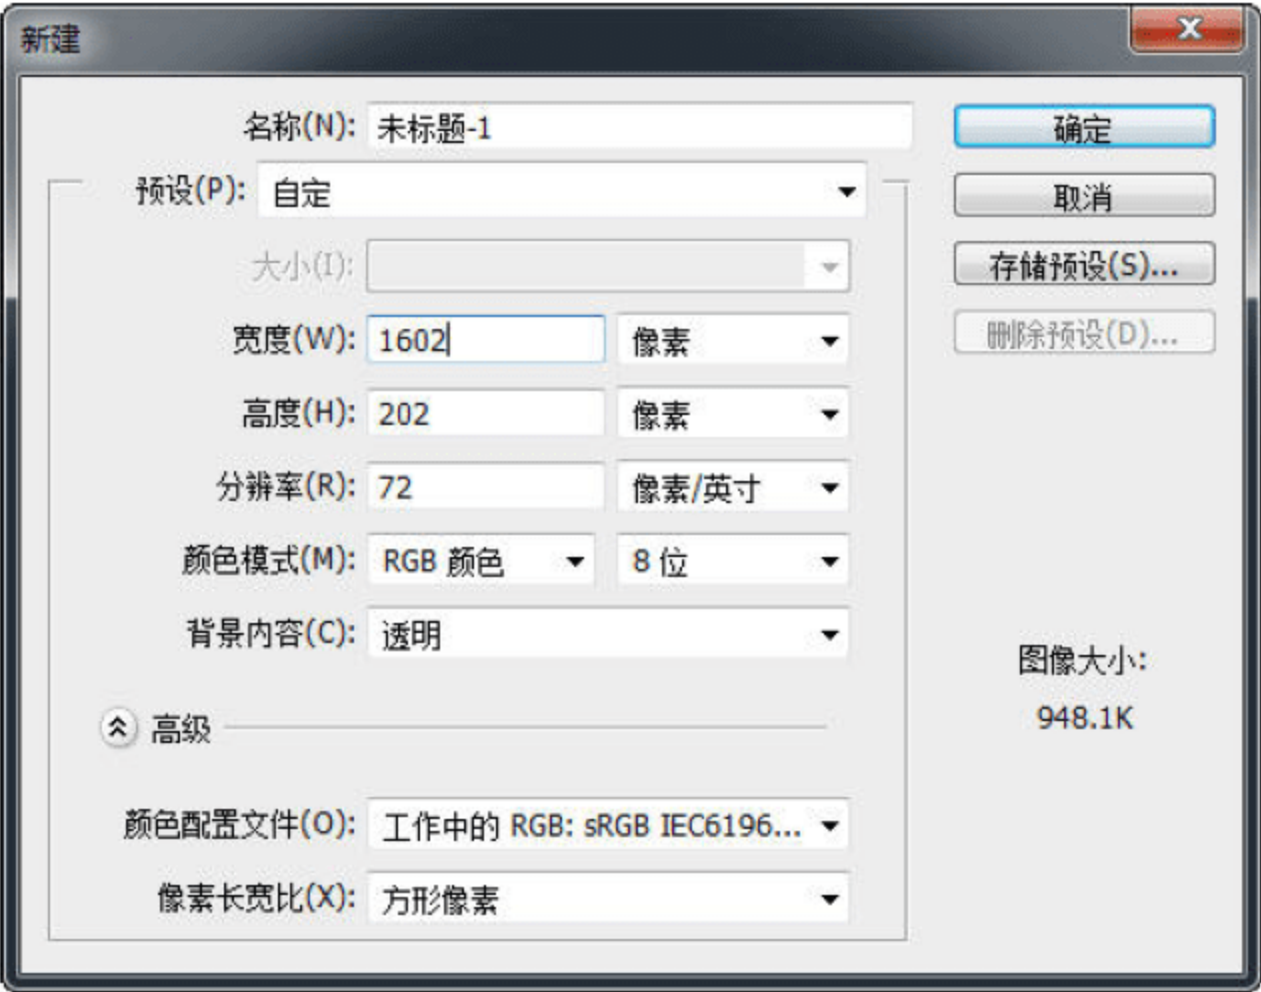 新建
名称(N): 未标题-1
确定
预设(P): 自定
取消
大小(I):
存储预设(S)...
宽度(W): 1602 像素
删除预设(D)...
高度(H): 202 像素
分辨率(R): 72 像素/英寸
颜色模式(M): RGB 颜色 8 位
背景内容(C): 透明
图像大小:
948.1K
高级
颜色配置文件(O): 工作中的 RGB: sRGB IEC6196...
像素长宽比(X): 方形像素